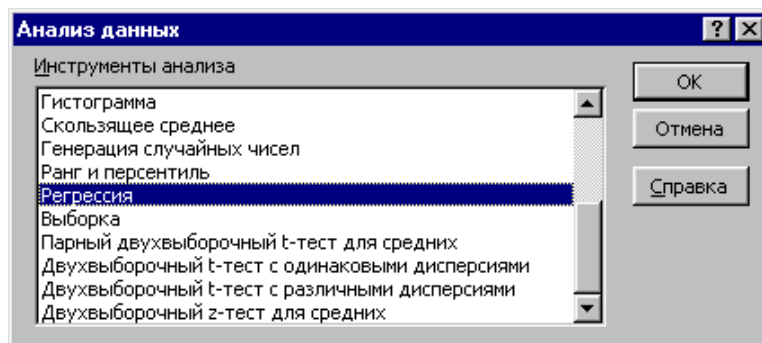 Анализ данных
Инструменты анализа
Гистограмма
Скользящее среднее
Генерация случайных чисел
Ранг и персентиль
Регрессия
Выборка
Парный двухвыборочный t-тест для средних
Двухвыборочный t-тест с одинаковыми дисперсиями
Двухвыборочный t-тест с различными дисперсиями
Двухвыборочный z-тест для средних
OK
Отмена
Справка